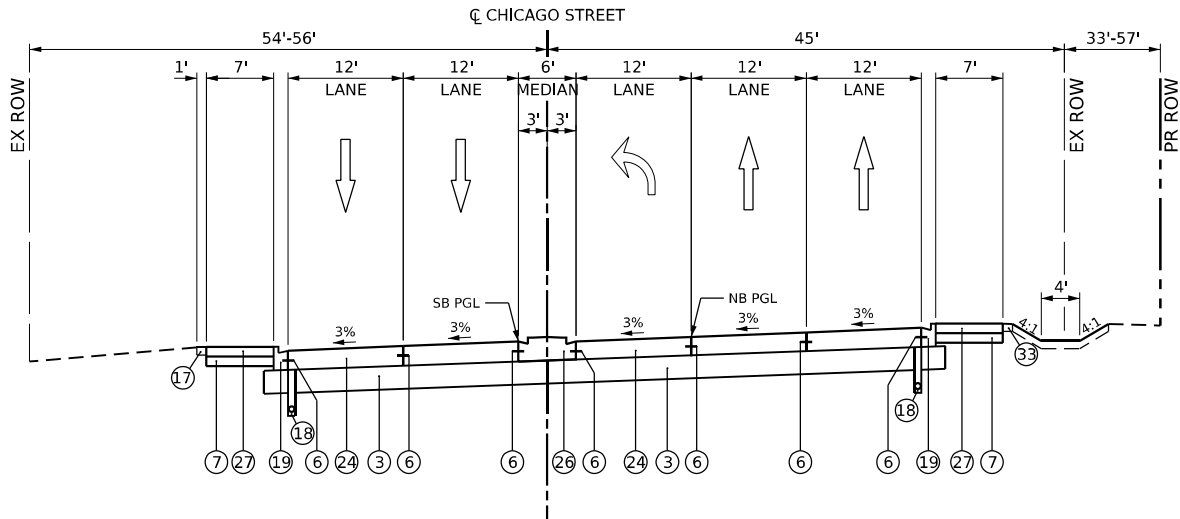 ℄ CHICAGO STREET
54'-56' 45' 33'-57'
1' 7' 12' 12' 6' 12' 12' 12' 7'
LANE LANE MEDIAN LANE LANE LANE
EX ROW
EX ROW
PR ROW
3' 3'
4'
SB PGL NB PGL
3% 3% 3% 3% 3%
4:1 4:1
17 33
18 18
7 27 19 6 24 3 6 6 26 6 24 3 6 6 6 19 27 7